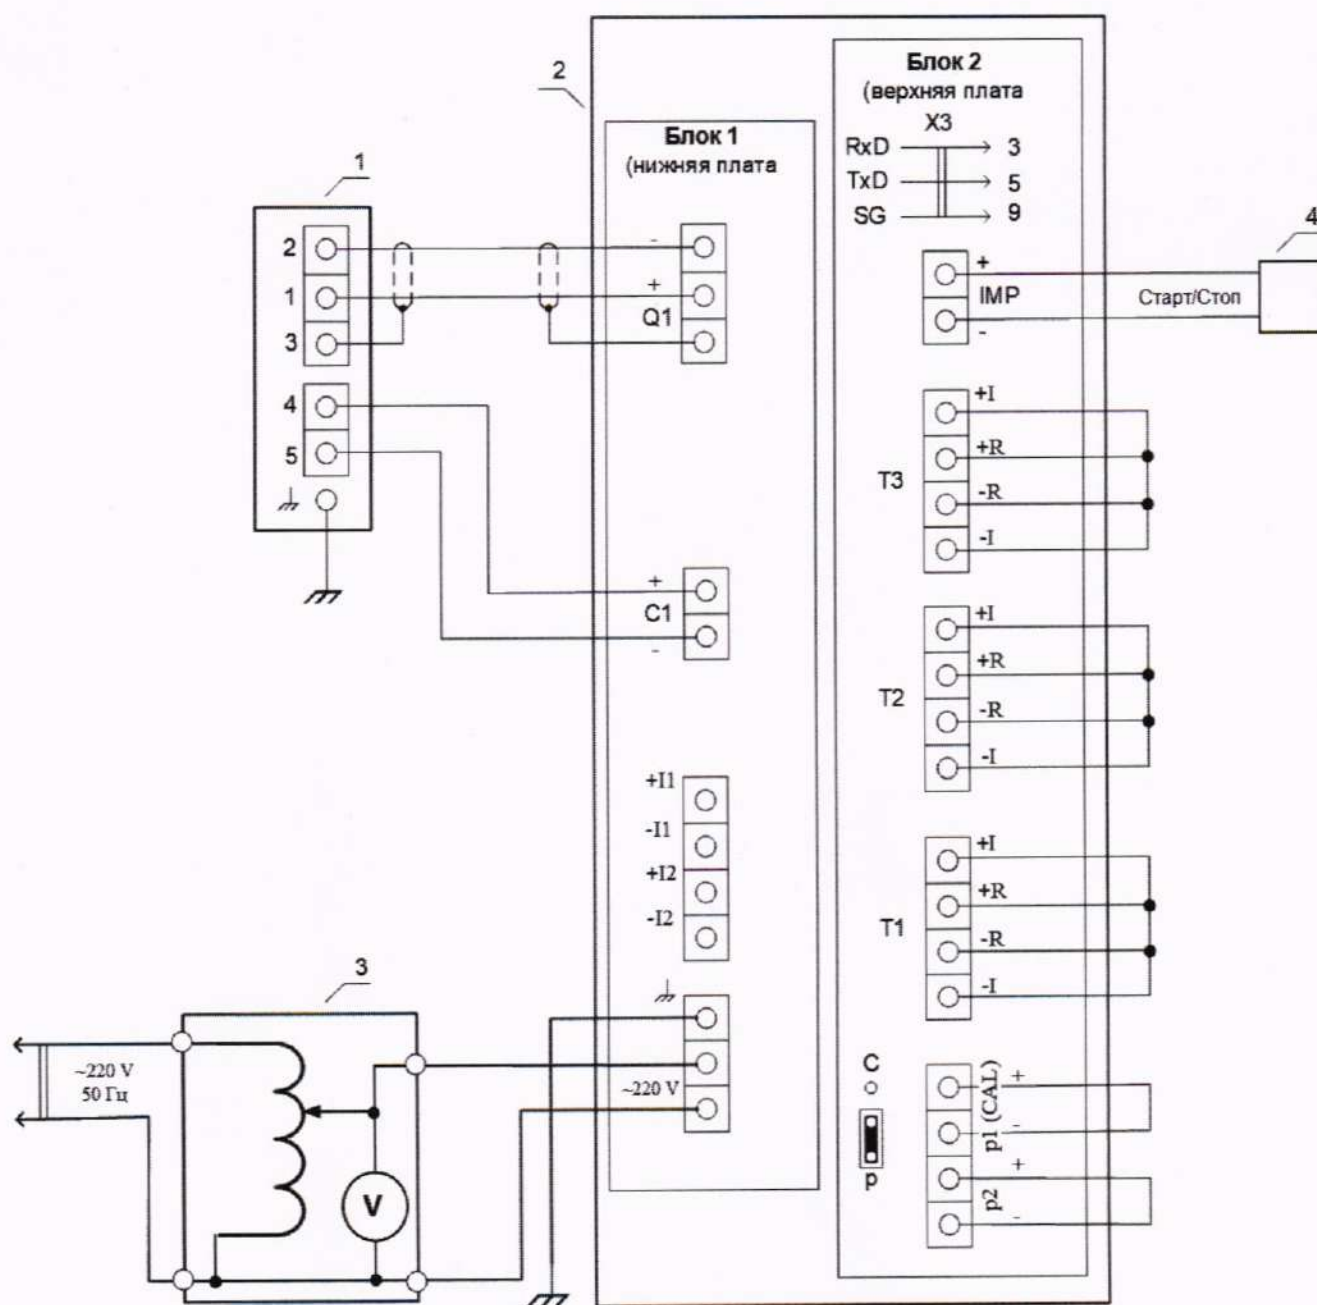 1
2
1
3
4
5
2
Блок 1
(нижняя плата
-
+
Q1
+
C1
-
+I1
-I1
+I2
-I2
~220 V
Блок 2
(верхняя плата
X3
RxD 3
TxD 5
SG 9
+
IMP
-
Старт/Стоп
4
T3
+I
+R
-R
-I
T2
+I
+R
-R
-I
T1
+I
+R
-R
-I
C
p
p1 (CAL)
+
-
p2
+
-
3
~220 V
50 Гц
V